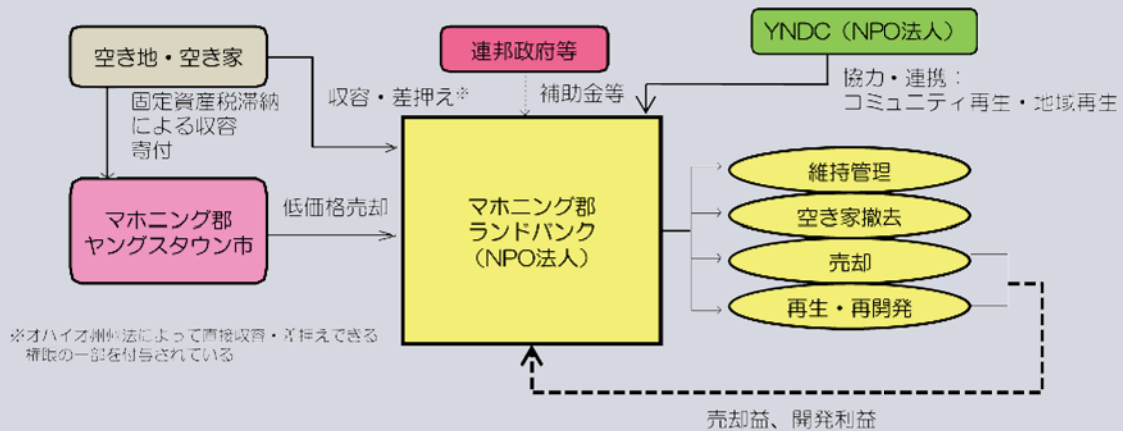 空き地・空き家
連邦政府等
YNDC（NPO法人）
固定資産税滞納
による収容
寄付
収容・差押え※
補助金等
協力・連携：
コミュニティ再生・地域再生
マホニング郡
ヤングスタウン市
低価格売却
マホニング郡
ランドバンク
（NPO法人）
維持管理
空き家撤去
売却
再生・再開発
※オハイオ州州法によって直接収容・差押えできる
権限の一部を付与されている
売却益、開発利益